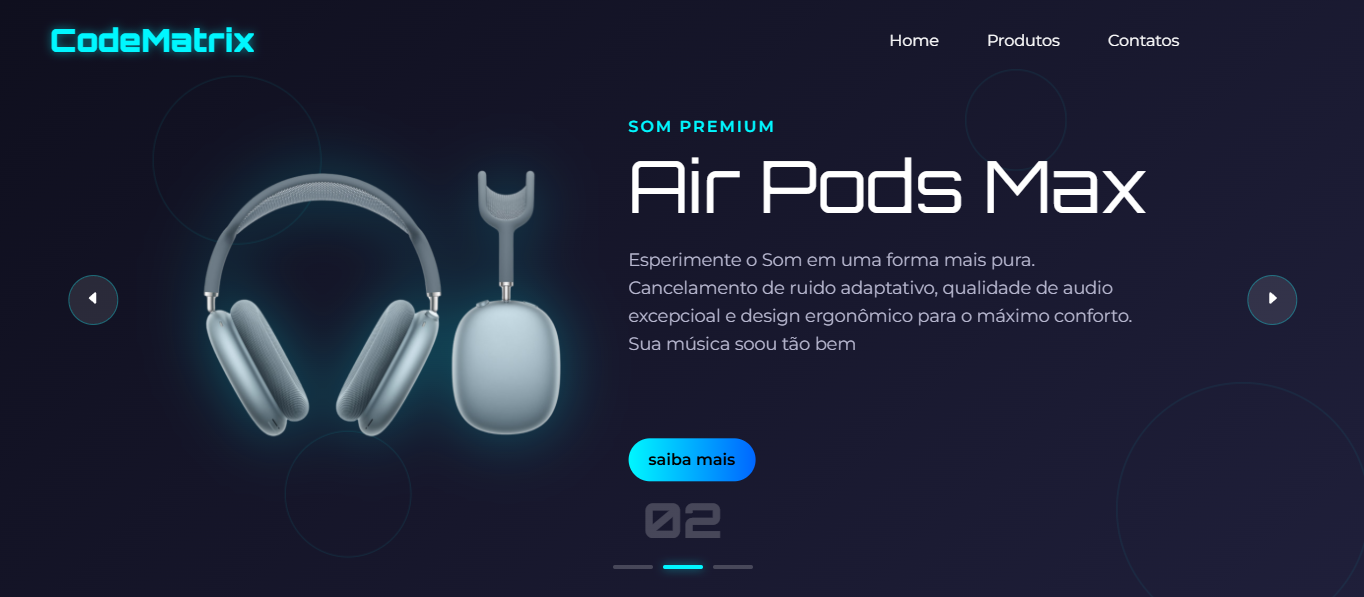 CodeMatrix
Home Produtos Contatos
SOM PREMIUM
Air Pods Max
Esperimente o Som em uma forma mais pura.
Cancelamento de ruido adaptativo, qualidade de audio
excepcioal e design ergonômico para o máximo conforto.
Sua música soou tão bem
saiba mais
02